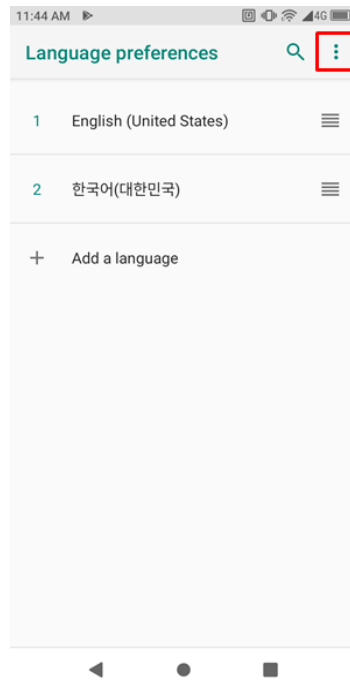 11:44 AM 4G
Language preferences
1 English (United States)
2 한국어(대한민국)
+ Add a language